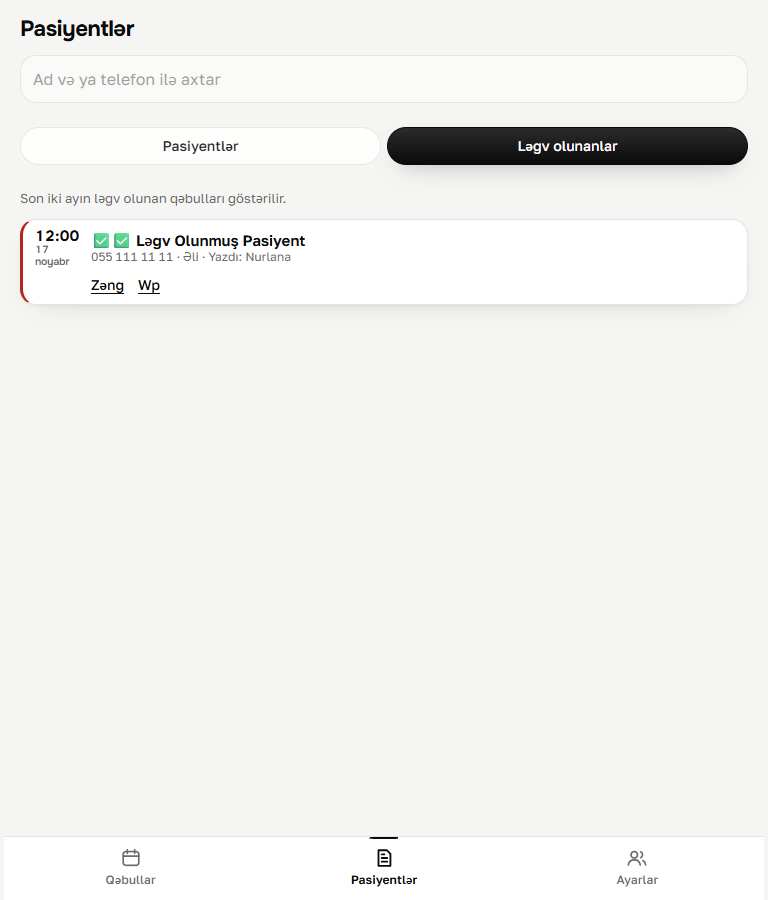 Pasiyentlər
Ad və ya telefon ilə axtar
Pasiyentlər
Ləgv olunanlar
Son iki ayın ləgv olunan qəbulları göstərilir.
12:00
17
noyabr
✅ ✅ Ləgv Olunmuş Pasiyent
055 111 11 11 · Əli · Yazdı: Nurlana
Zəng
Wp
Qəbullar
Pasiyentlər
Ayarlar